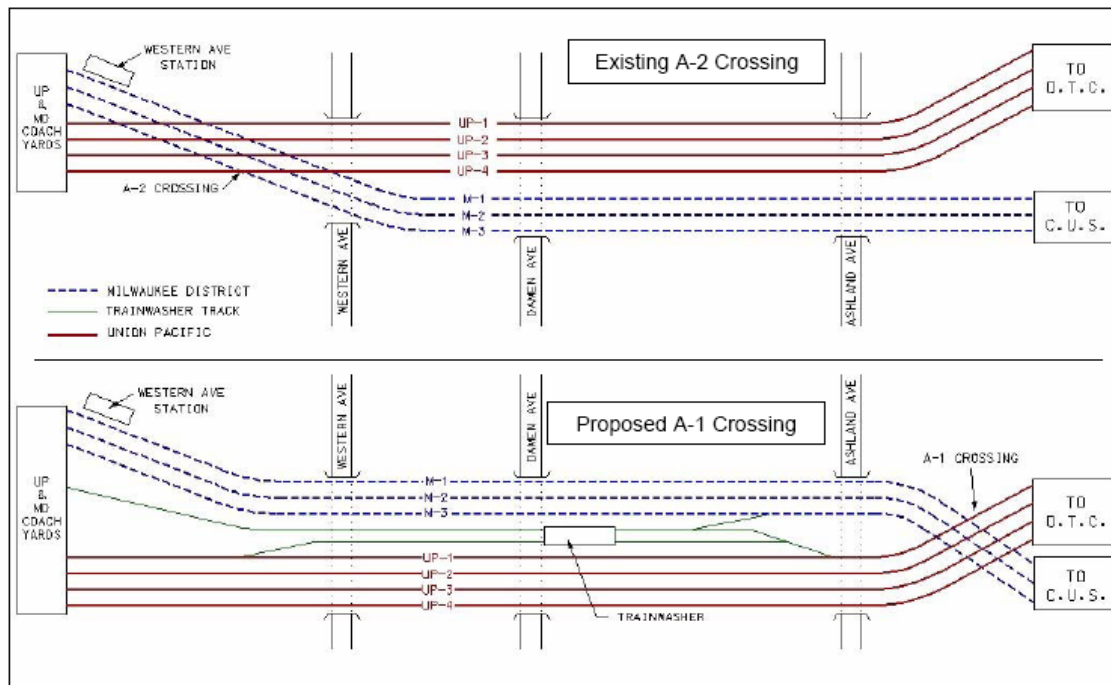 WESTERN AVE
STATION
Existing A-2 Crossing
TO
O.T.C.
UP
&
MD
COACH
YARDS
UP-1
UP-2
UP-3
UP-4
A-2 CROSSING
M-1
M-2
M-3
TO
C.U.S.
WESTERN AVE
DAMEN AVE
ASHLAND AVE
MILWAUKEE DISTRICT
TRAINWASHER TRACK
UNION PACIFIC
WESTERN AVE
STATION
WESTERN AVE
DAMEN AVE
Proposed A-1 Crossing
ASHLAND AVE
A-1 CROSSING
UP
&
MD
COACH
YARDS
M-1
M-2
M-3
TO
O.T.C.
UP-1
UP-2
UP-3
UP-4
TO
C.U.S.
TRAINWASHER